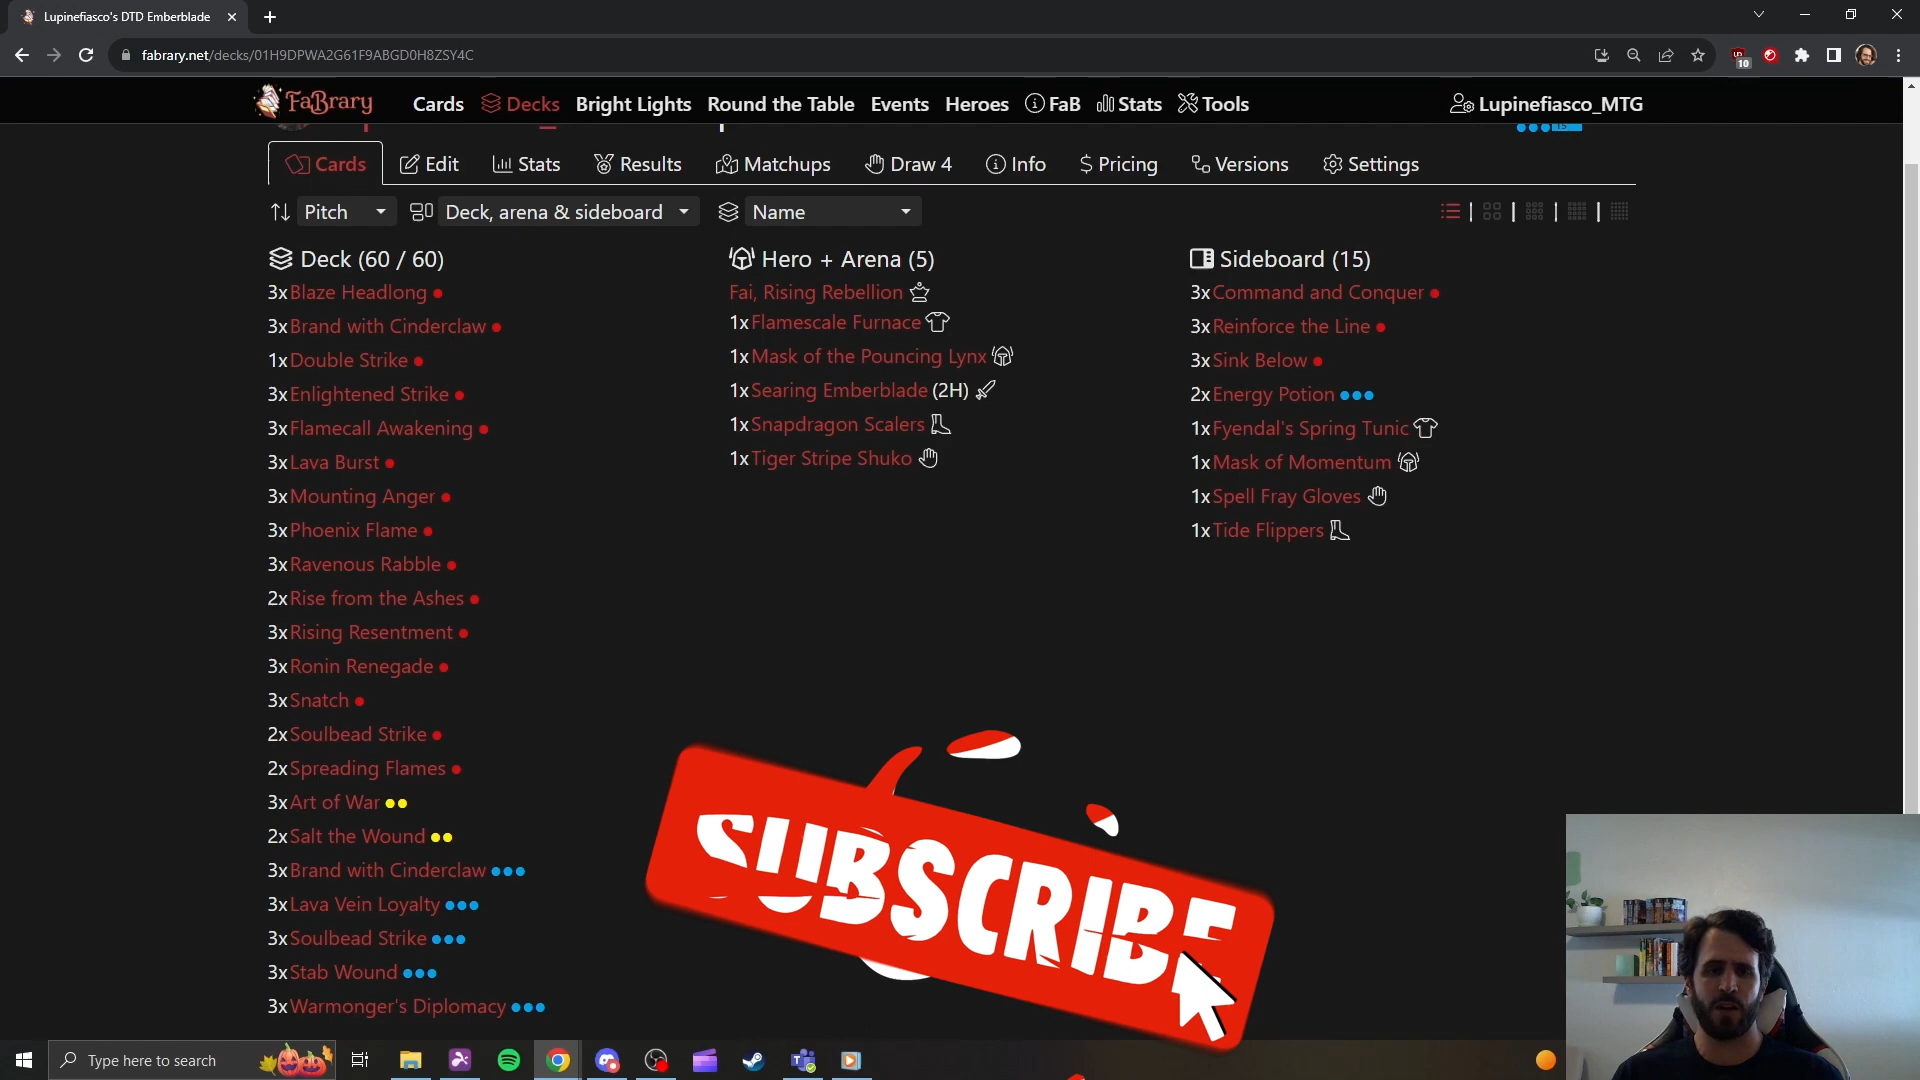 Lupinefiasco's DTD Emberblade
fabrary.net/decks/01H9DPWA2G61F9ABGD0H8ZSY4C
10
FaBrary Cards Decks Bright Lights Round the Table Events Heroes FaB Stats Tools Lupinefiasco_MTG
15
Cards Edit Stats Results Matchups Draw 4 Info Pricing Versions Settings
Pitch Deck, arena & sideboard Name
Deck (60 / 60)
3x Blaze Headlong
3x Brand with Cinderclaw
1x Double Strike
3x Enlightened Strike
3x Flamecall Awakening
3x Lava Burst
3x Mounting Anger
3x Phoenix Flame
3x Ravenous Rabble
2x Rise from the Ashes
3x Rising Resentment
3x Ronin Renegade
3x Snatch
2x Soulbead Strike
2x Spreading Flames
3x Art of War
2x Salt the Wound
3x Brand with Cinderclaw
3x Lava Vein Loyalty
3x Soulbead Strike
3x Stab Wound
3x Warmonger's Diplomacy
Hero + Arena (5)
Fai, Rising Rebellion
1x Flamescale Furnace
1x Mask of the Pouncing Lynx
1x Searing Emberblade (2H)
1x Snapdragon Scalers
1x Tiger Stripe Shuko
Sideboard (15)
3x Command and Conquer
3x Reinforce the Line
3x Sink Below
2x Energy Potion
1x Fyendal's Spring Tunic
1x Mask of Momentum
1x Spell Fray Gloves
1x Tide Flippers
SUBSCRIBE
Type here to search